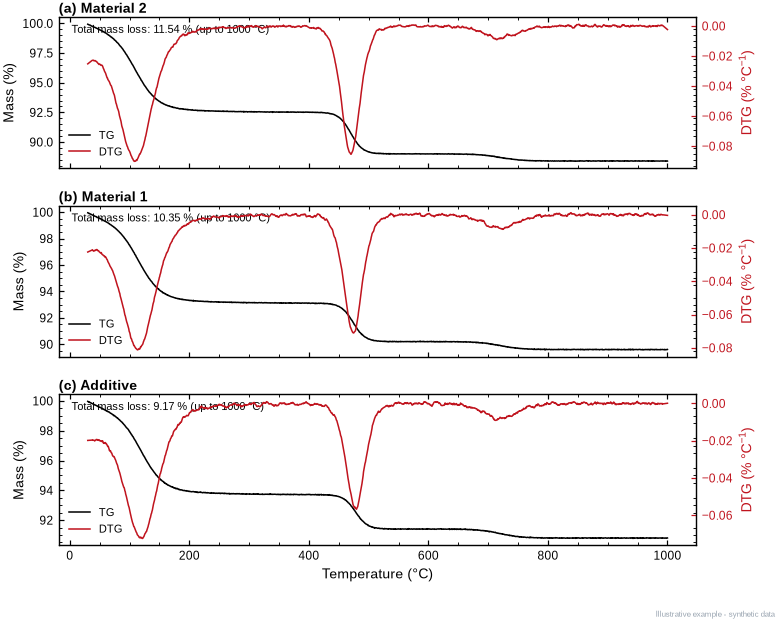 (a) Material 2
Total mass loss: 11.54 % (up to 1000 °C)
100.0
97.5
95.0
92.5
90.0
Mass (%)
TG
DTG
0.00
−0.02
−0.04
−0.06
−0.08
DTG (% °C⁻¹)
(b) Material 1
Total mass loss: 10.35 % (up to 1000 °C)
100
98
96
94
92
90
Mass (%)
TG
DTG
0.00
−0.02
−0.04
−0.06
−0.08
DTG (% °C⁻¹)
(c) Additive
Total mass loss: 9.17 % (up to 1000 °C)
100
98
96
94
92
Mass (%)
TG
DTG
0.00
−0.02
−0.04
−0.06
DTG (% °C⁻¹)
0 200 400 600 800 1000
Temperature (°C)
Illustrative example - synthetic data